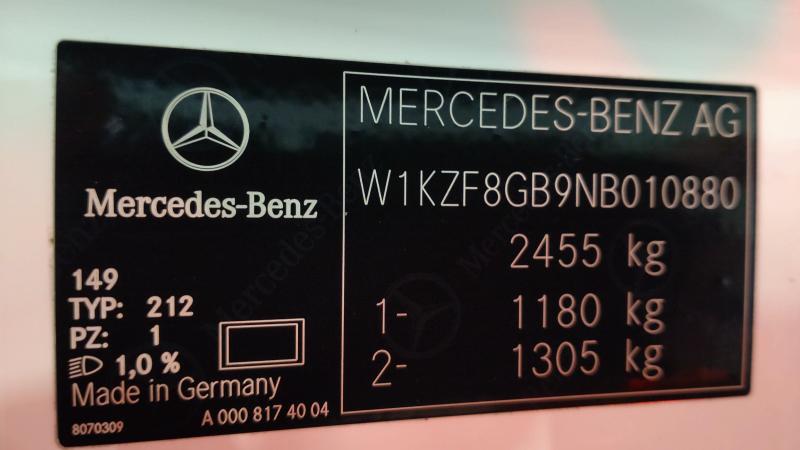 Mercedes-Benz
149
TYP: 212
PZ: 1
1,0 %
Made in Germany
8070309
A 000 817 40 04
MERCEDES-BENZ AG
W1KZF8GB9NB010880
2455 kg
1- 1180 kg
2- 1305 kg